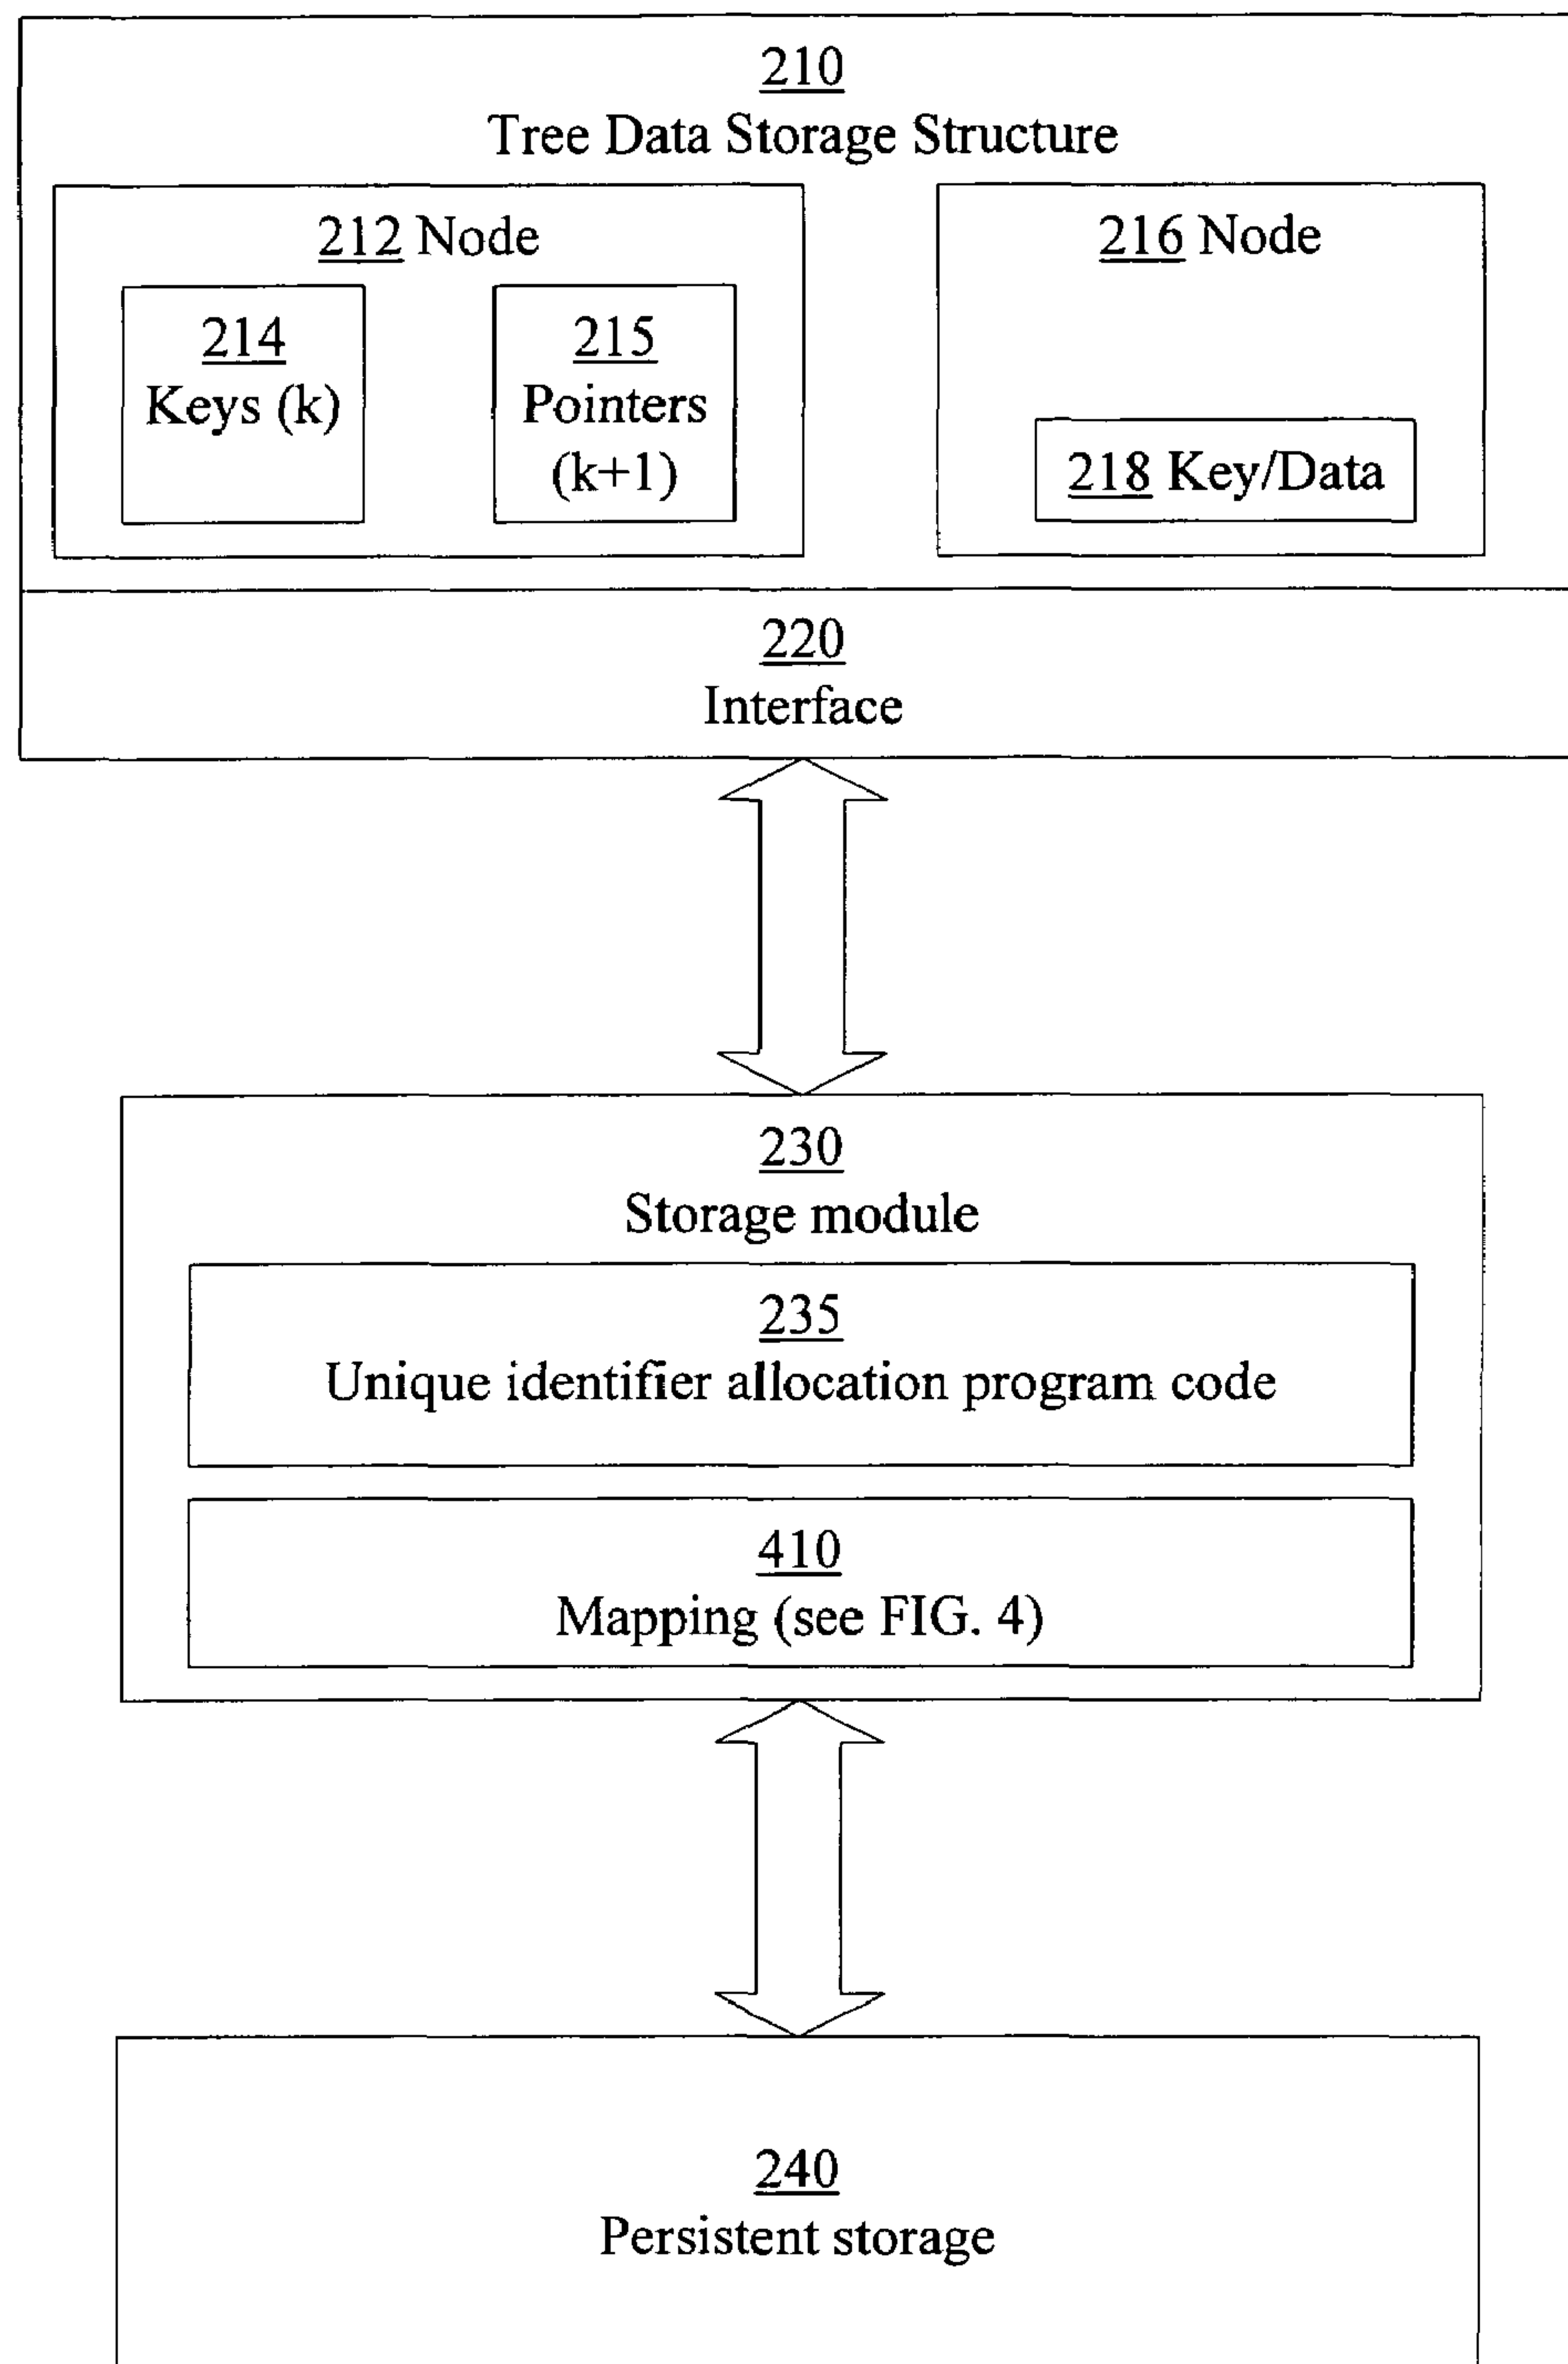 210
Tree Data Storage Structure
212 Node
214
Keys (k)
215
Pointers
(k+1)
216 Node
218 Key/Data
220
Interface
230
Storage module
235
Unique identifier allocation program code
410
Mapping (see FIG. 4)
240
Persistent storage